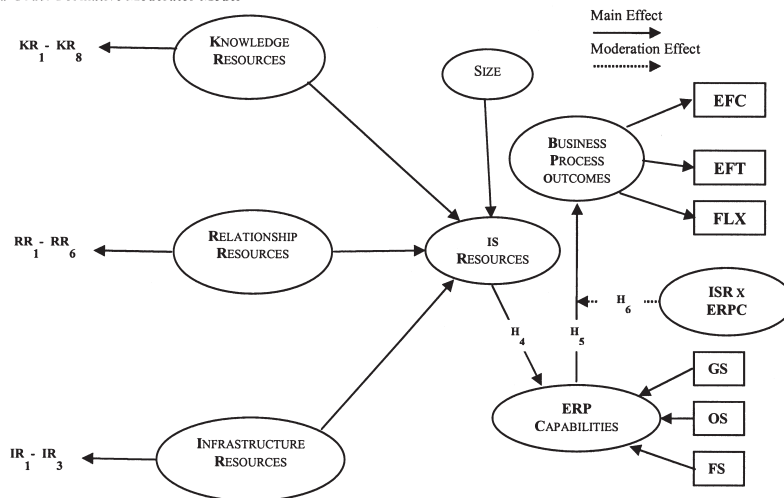 Main Effect
Moderation Effect
KR 1 - KR 8
KNOWLEDGE
RESOURCES
SIZE
EFC
BUSINESS
PROCESS
OUTCOMES
EFT
FLX
RR 1 - RR 6
RELATIONSHIP
RESOURCES
IS
RESOURCES
H 6
ISR X
ERPC
H 4
H 5
GS
ERP
CAPABILITIES
OS
FS
IR 1 - IR 3
INFRASTRUCTURE
RESOURCES